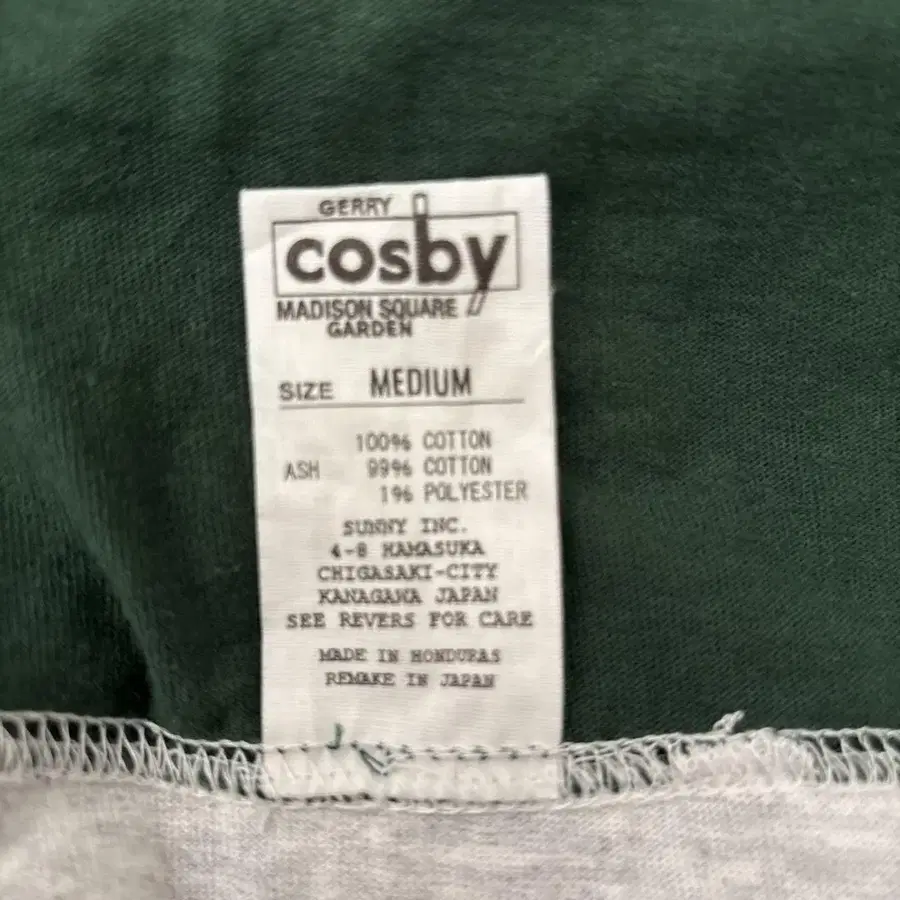 GERRY
cosby
MADISON SQUARE
GARDEN
SIZE MEDIUM
100% COTTON
ASH 99% COTTON
1% POLYESTER
SUNNY INC.
4-8 HAMASUKA
CHIGASAKI-CITY
KANAGAWA JAPAN
SEE REVERS FOR CARE
MADE IN HONDURAS
REMAKE IN JAPAN